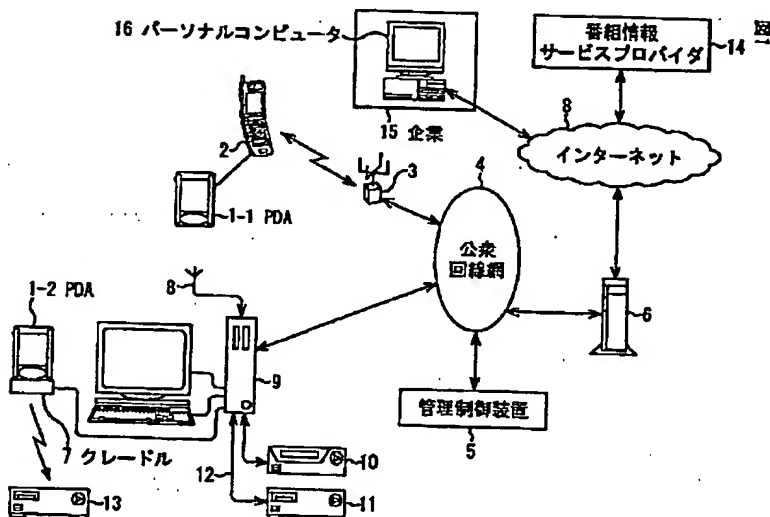 16 パーソナルコンピュータ
番組情報
サービスプロバイダ
14
図
15 企業
8
インターネット
2
3
4
1-1 PDA
公衆
回線網
6
1-2 PDA
8
9
管理制御装置
5
7 クレードル
12
10
11
13